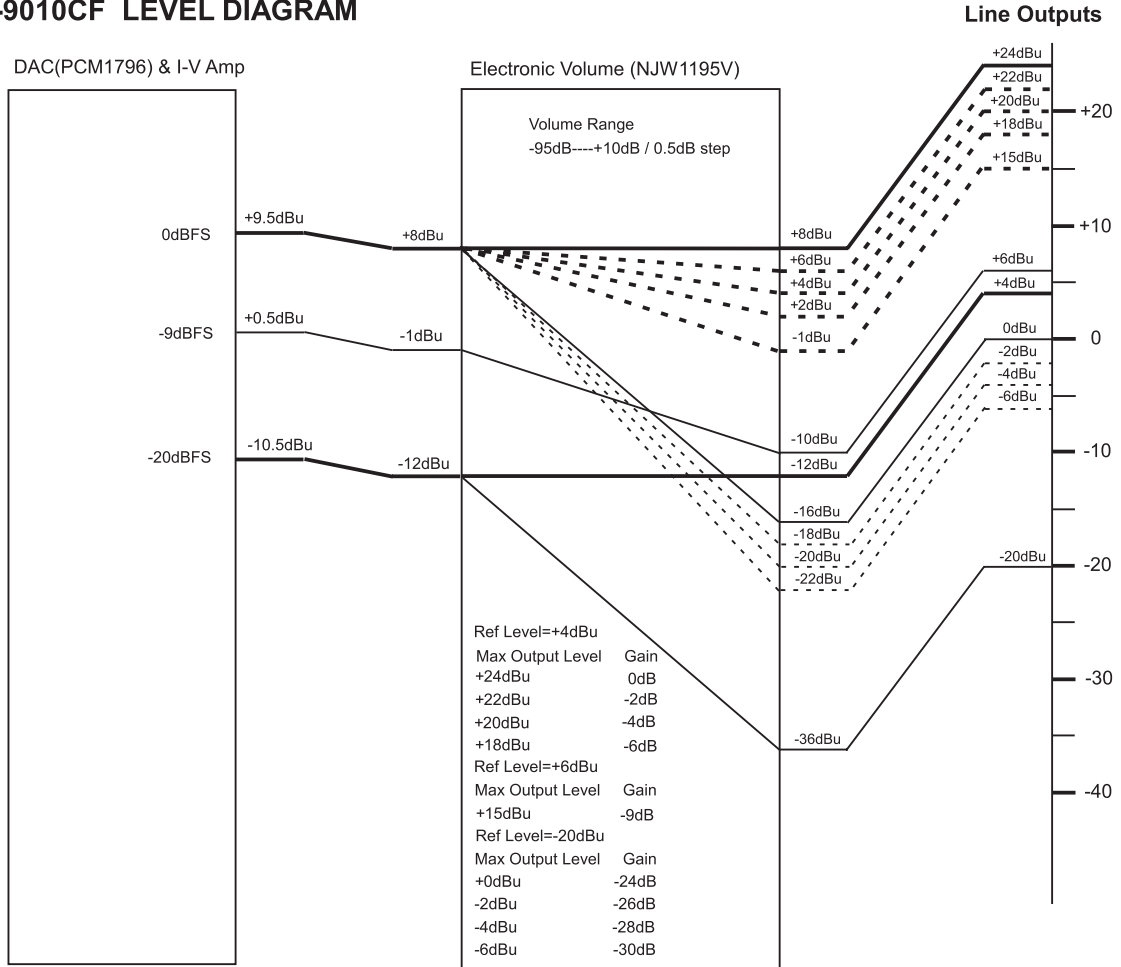 -9010CF LEVEL DIAGRAM
Line Outputs
DAC(PCM1796) & I-V Amp
Electronic Volume (NJW1195V)
Volume Range
-95dB----+10dB / 0.5dB step
0dBFS
+9.5dBu
+8dBu
-9dBFS
+0.5dBu
-1dBu
-20dBFS
-10.5dBu
-12dBu
+8dBu
+6dBu
+4dBu
+2dBu
-1dBu
-10dBu
-12dBu
-16dBu
-18dBu
-20dBu
-22dBu
-36dBu
+24dBu
+22dBu
+20dBu
+18dBu
+15dBu
+6dBu
+4dBu
0dBu
-2dBu
-4dBu
-6dBu
-20dBu
+20
+10
0
-10
-20
-30
-40
Ref Level=+4dBu
Max Output Level Gain
+24dBu 0dB
+22dBu -2dB
+20dBu -4dB
+18dBu -6dB
Ref Level=+6dBu
Max Output Level Gain
+15dBu -9dB
Ref Level=-20dBu
Max Output Level Gain
+0dBu -24dB
-2dBu -26dB
-4dBu -28dB
-6dBu -30dB